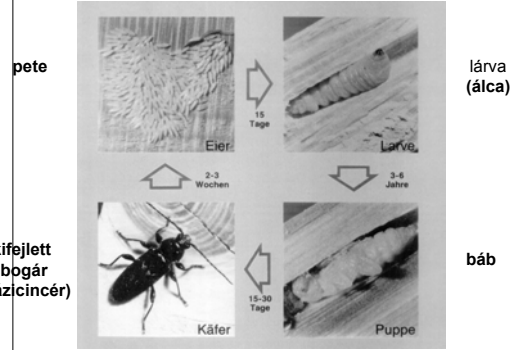 pete
Eier
15
Tage
Larve
lárva
(álca)
2-3
Wochen
3-6
Jahre
kifejlett
bogár
azicincér)
Käfer
15-30
Tage
Puppe
báb